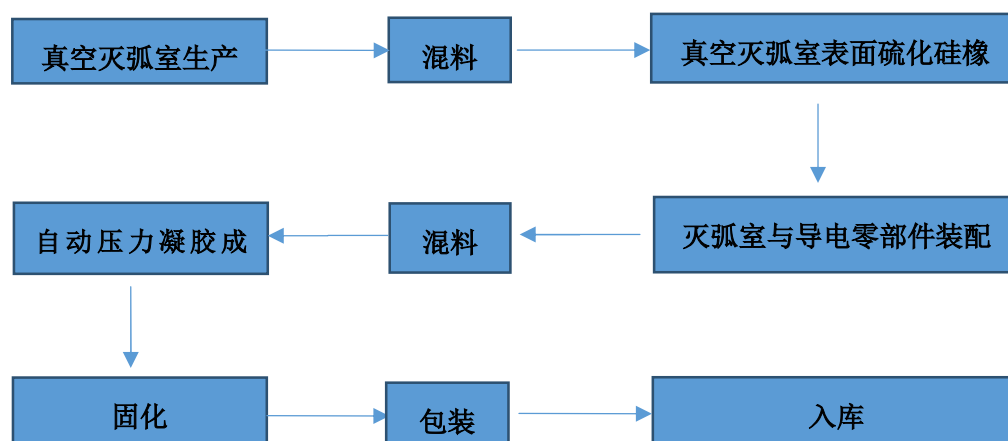 真空灭弧室生产
混料
真空灭弧室表面硫化硅橡
自动压力凝胶成
混料
灭弧室与导电零部件装配
固化
包装
入库